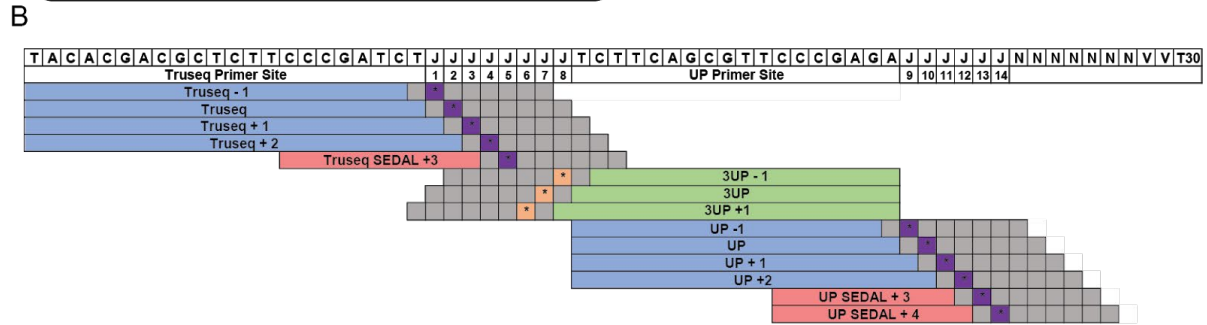 B
T A C A C G A C G C T C T T C C C G A T C T J J J J J J J J T C T T C A G C G T T C C C G A G A J J J J J J N N N N N N N V V T30
Truseq Primer Site 1 2 3 4 5 6 7 8 UP Primer Site 9 10 11 12 13 14
Truseq - 1 *
Truseq *
Truseq + 1 *
Truseq + 2 *
Truseq SEDAL +3 *
* 3UP - 1
* 3UP
* 3UP +1
UP -1 *
UP *
UP + 1 *
UP +2 *
UP SEDAL + 3 *
UP SEDAL + 4 *